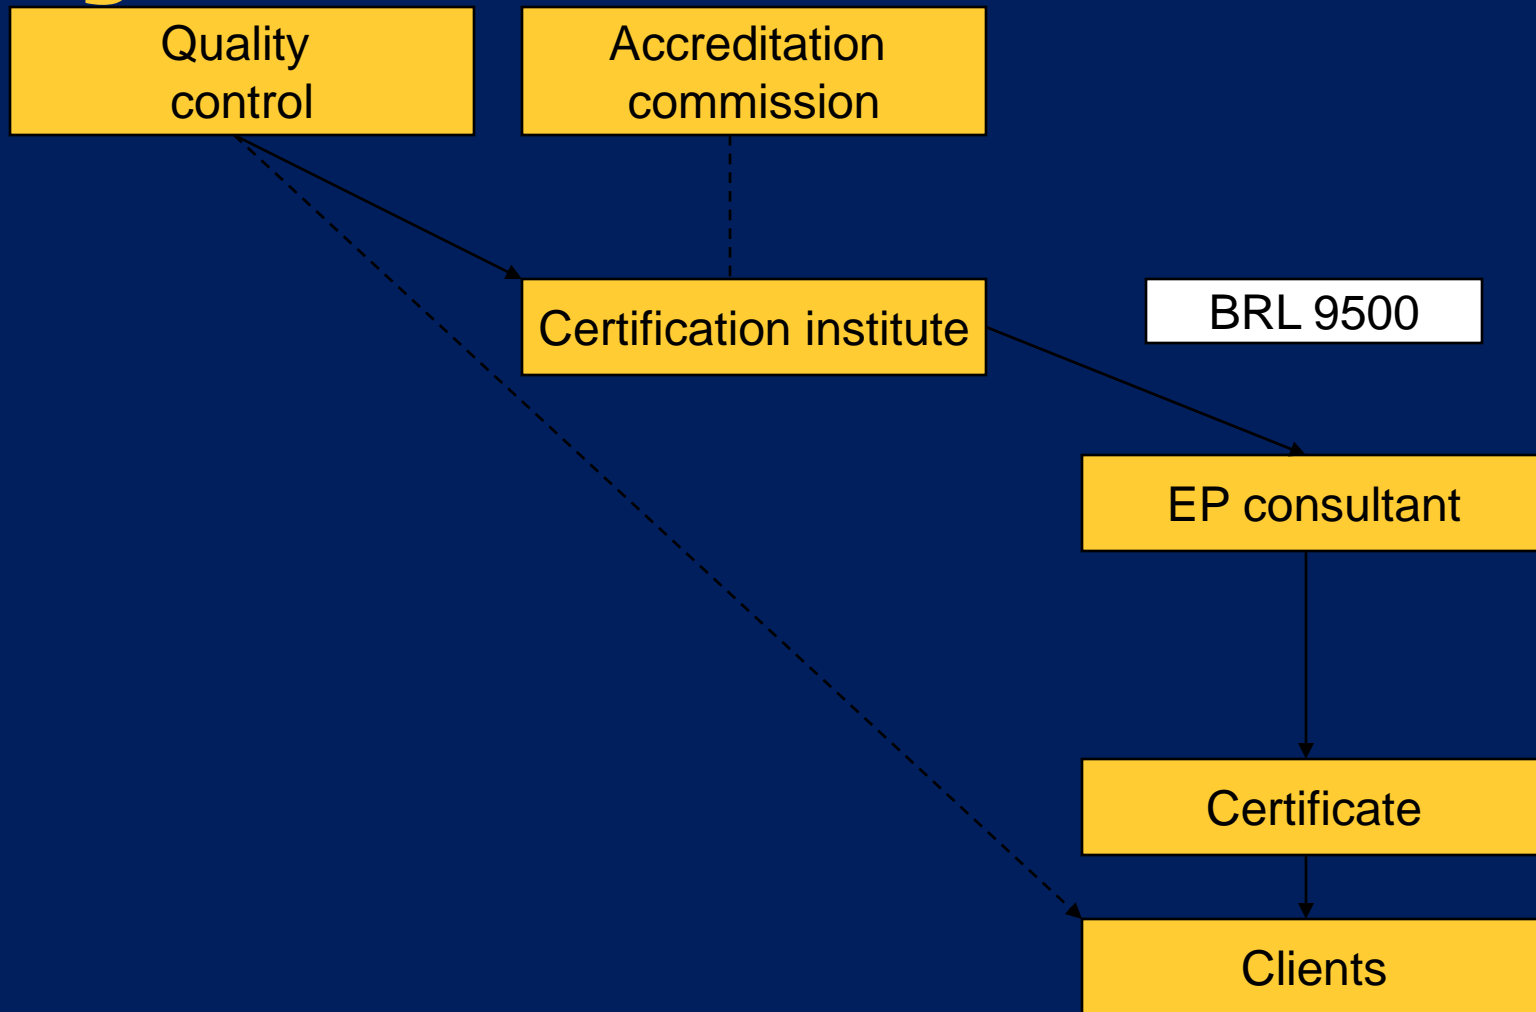 Quality
control
Accreditation
commission
Certification institute
BRL 9500
EP consultant
Certificate
Clients